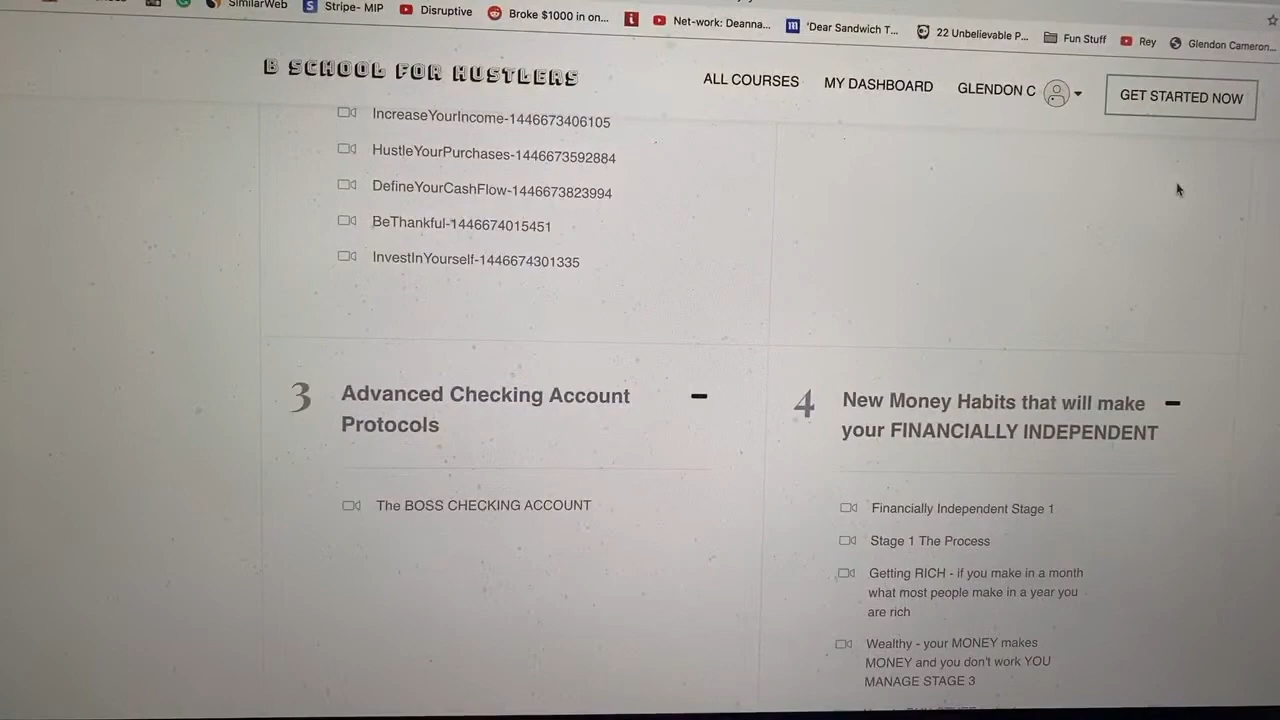 SimilarWeb
Stripe- MIP
Disruptive
Broke $1000 in on...
Net-work: Deanna...
'Dear Sandwich T...
22 Unbelievable P...
Fun Stuff
Rey
Glendon Cameron...
B SCHOOL FOR HUSTLERS
ALL COURSES
MY DASHBOARD
GLENDON C
GET STARTED NOW
IncreaseYourIncome-1446673406105
HustleYourPurchases-1446673592884
DefineYourCashFlow-1446673823994
BeThankful-1446674015451
InvestInYourself-1446674301335
3
Advanced Checking Account
Protocols
The BOSS CHECKING ACCOUNT
4
New Money Habits that will make
your FINANCIALLY INDEPENDENT
Financially Independent Stage 1
Stage 1 The Process
Getting RICH - if you make in a month
what most people make in a year you
are rich
Wealthy - your MONEY makes
MONEY and you don't work YOU
MANAGE STAGE 3